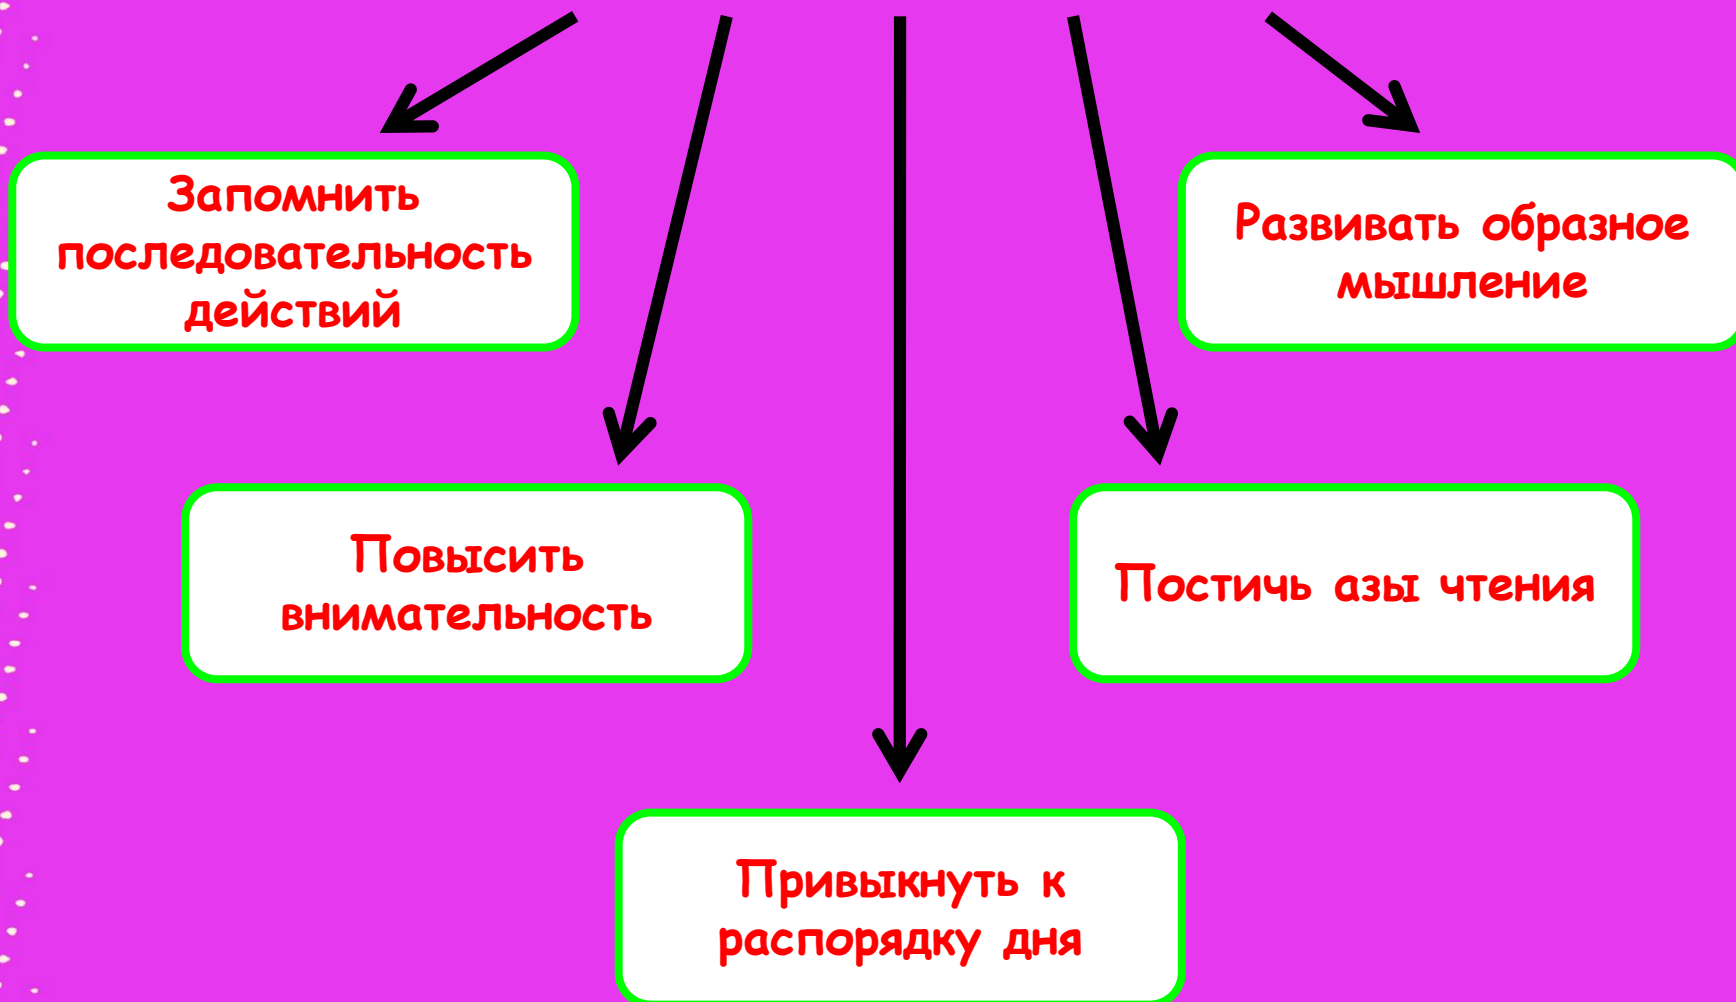 Запомнить
последовательность
действий
Развивать образное
мышление
Повысить
внимательность
Постичь азы чтения
Привыкнуть к
распорядку дня